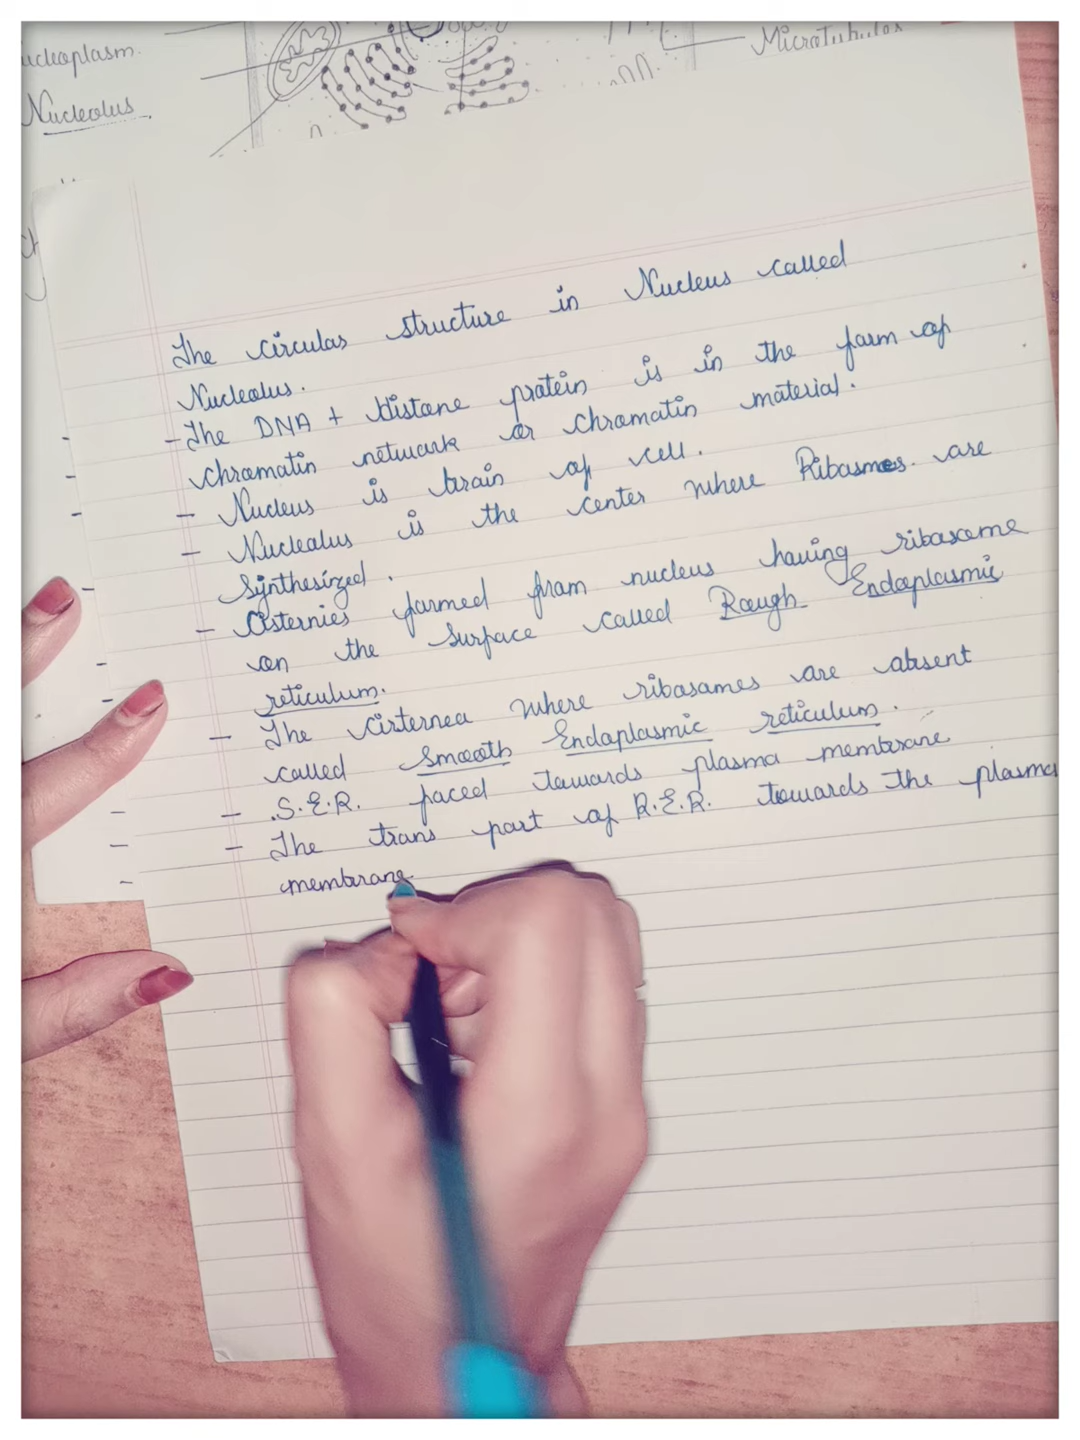 Nucleolus
Microtubules
The circular structure in Nucleus called
Nucleolus.
- The DNA + Histone protein is in the form of
chromatin network or chromatin material.
- Nucleus is brain of cell.
- Nucleolus is the center where Ribosomes are
Synthesized.
- Cisternies formed from nucleus having ribosome
on the surface called Rough Endoplasmic
reticulum.
- The cisternea where ribosomes are absent
called Smooth Endoplasmic reticulum.
- S.E.R. faced towards plasma membrane
- The trans part of R.E.R. towards the plasma
membrane